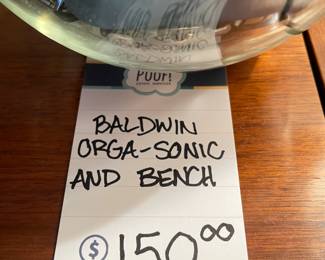 POOF!
BALDWIN
ORGA-SONIC
AND BENCH
$ 150.00